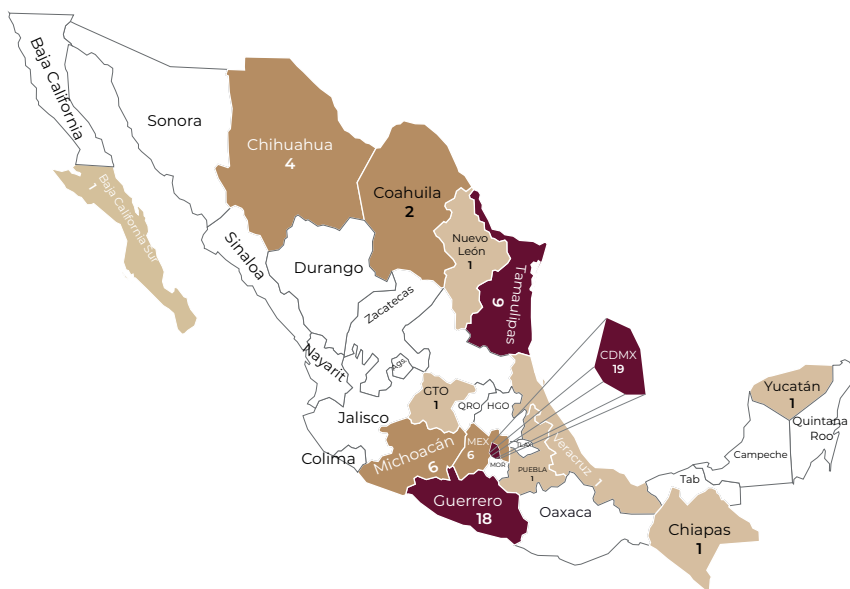 Baja California
Sonora
Chihuahua
4
Coahuila
2
Baja California Sur
1
Sinaloa
Durango
Nuevo
León
1
Tamaulipas
9
Zacatecas
Nayarit
Ags.
CDMX
19
GTO
1
QRO
HGO
Yucatán
1
Jalisco
Quintana
Roo
Colima
Michoacán
6
MEX
6
TLAX
MOR
PUEBLA
1
Veracruz 1
Campeche
Tab
Guerrero
18
Oaxaca
Chiapas
1